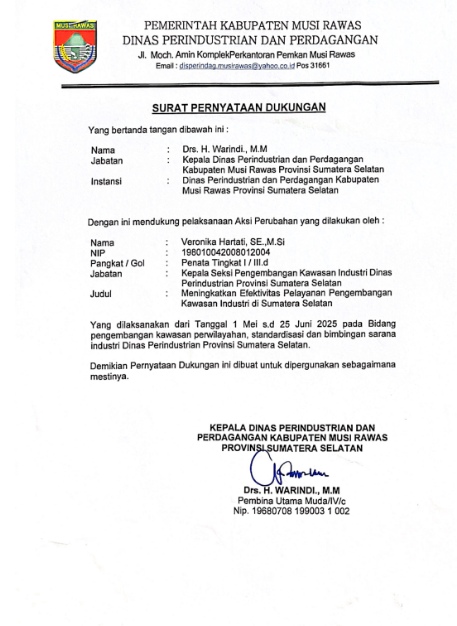 MUSI RAWAS
PEMERINTAH KABUPATEN MUSI RAWAS
DINAS PERINDUSTRIAN DAN PERDAGANGAN
Jl. Moch. Amin KomplekPerkantoran Pemkan Musi Rawas
Email : disperindag.musirawas@yahoo.co.id Pos 31661
SURAT PERNYATAAN DUKUNGAN
Yang bertanda tangan dibawah ini :
Nama : Drs. H. Warindi., M.M
Jabatan : Kepala Dinas Perindustrian dan Perdagangan
Kabupaten Musi Rawas Provinsi Sumatera Selatan
Instansi : Dinas Perindustrian dan Perdagangan Kabupaten
Musi Rawas Provinsi Sumatera Selatan
Dengan ini mendukung pelaksanaan Aksi Perubahan yang dilakukan oleh :
Nama : Veronika Hartati, SE.,M.Si
NIP : 198010042008012004
Pangkat / Gol : Penata Tingkat I / III.d
Jabatan : Kepala Seksi Pengembangan Kawasan Industri Dinas
Perindustrian Provinsi Sumatera Selatan
Judul : Meningkatkan Efektivitas Pelayanan Pengembangan
Kawasan Industri di Sumatera Selatan
Yang dilaksanakan dari Tanggal 1 Mei s.d 25 Juni 2025 pada Bidang
pengembangan kawasan perwilayahan, standardisasi dan bimbingan sarana
industri Dinas Perindustrian Provinsi Sumatera Selatan.
Demikian Pernyataan Dukungan ini dibuat untuk dipergunakan sebagaimana
mestinya.
KEPALA DINAS PERINDUSTRIAN DAN
PERDAGANGAN KABUPATEN MUSI RAWAS
PROVINSI SUMATERA SELATAN
Drs. H. WARINDI., M.M
Pembina Utama Muda/IV/c
Nip. 19680708 199003 1 002